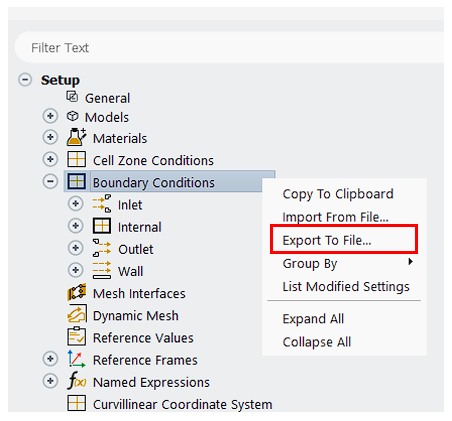 Filter Text
Setup
General
Models
Materials
Cell Zone Conditions
Boundary Conditions
Inlet
Internal
Outlet
Wall
Mesh Interfaces
Dynamic Mesh
Reference Values
Reference Frames
f(x) Named Expressions
Curvillinear Coordinate System
Copy To Clipboard
Import From File...
Export To File...
Group By
List Modified Settings
Expand All
Collapse All